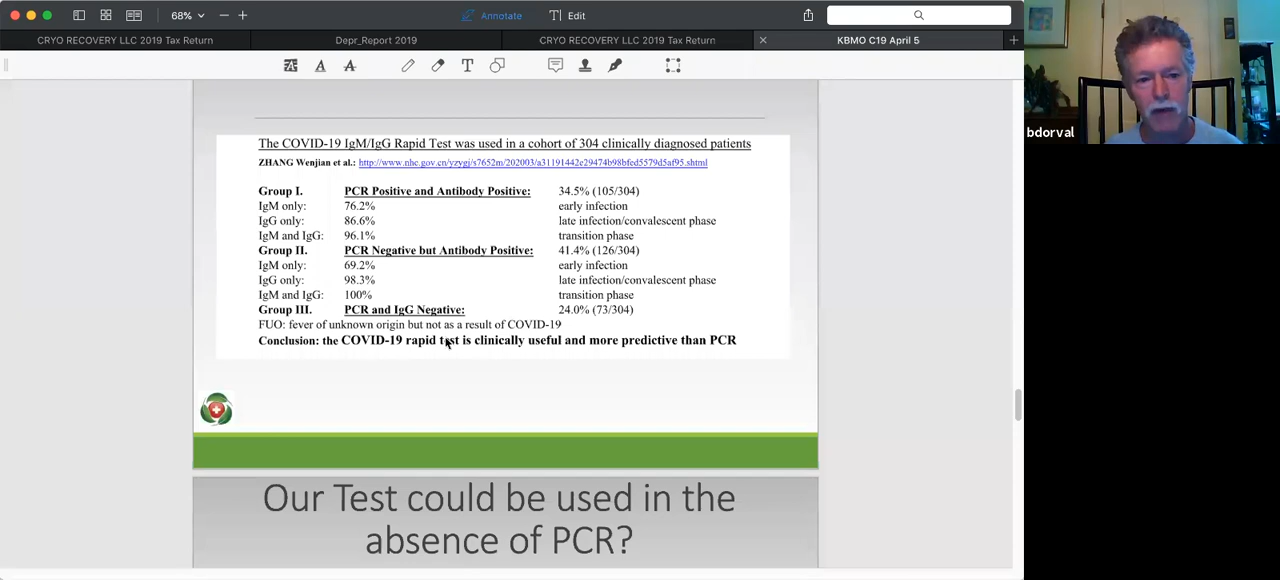 68%
Annotate
Edit
CRYO RECOVERY LLC 2019 Tax Return
Depr_Report 2019
CRYO RECOVERY LLC 2019 Tax Return
KBMO C19 April 5
bdorval
The COVID-19 IgM/IgG Rapid Test was used in a cohort of 304 clinically diagnosed patients
ZHANG Wenjian et al.: http://www.nhc.gov.cn/yzygj/s7652m/202003/a31191442e29474b98bfed5579d5af95.shtml
Group I. PCR Positive and Antibody Positive: 34.5% (105/304)
IgM only: 76.2% early infection
IgG only: 86.6% late infection/convalescent phase
IgM and IgG: 96.1% transition phase
Group II. PCR Negative but Antibody Positive: 41.4% (126/304)
IgM only: 69.2% early infection
IgG only: 98.3% late infection/convalescent phase
IgM and IgG: 100% transition phase
Group III. PCR and IgG Negative: 24.0% (73/304)
FUO: fever of unknown origin but not as a result of COVID-19
Conclusion: the COVID-19 rapid test is clinically useful and more predictive than PCR
Our Test could be used in the
absence of PCR?